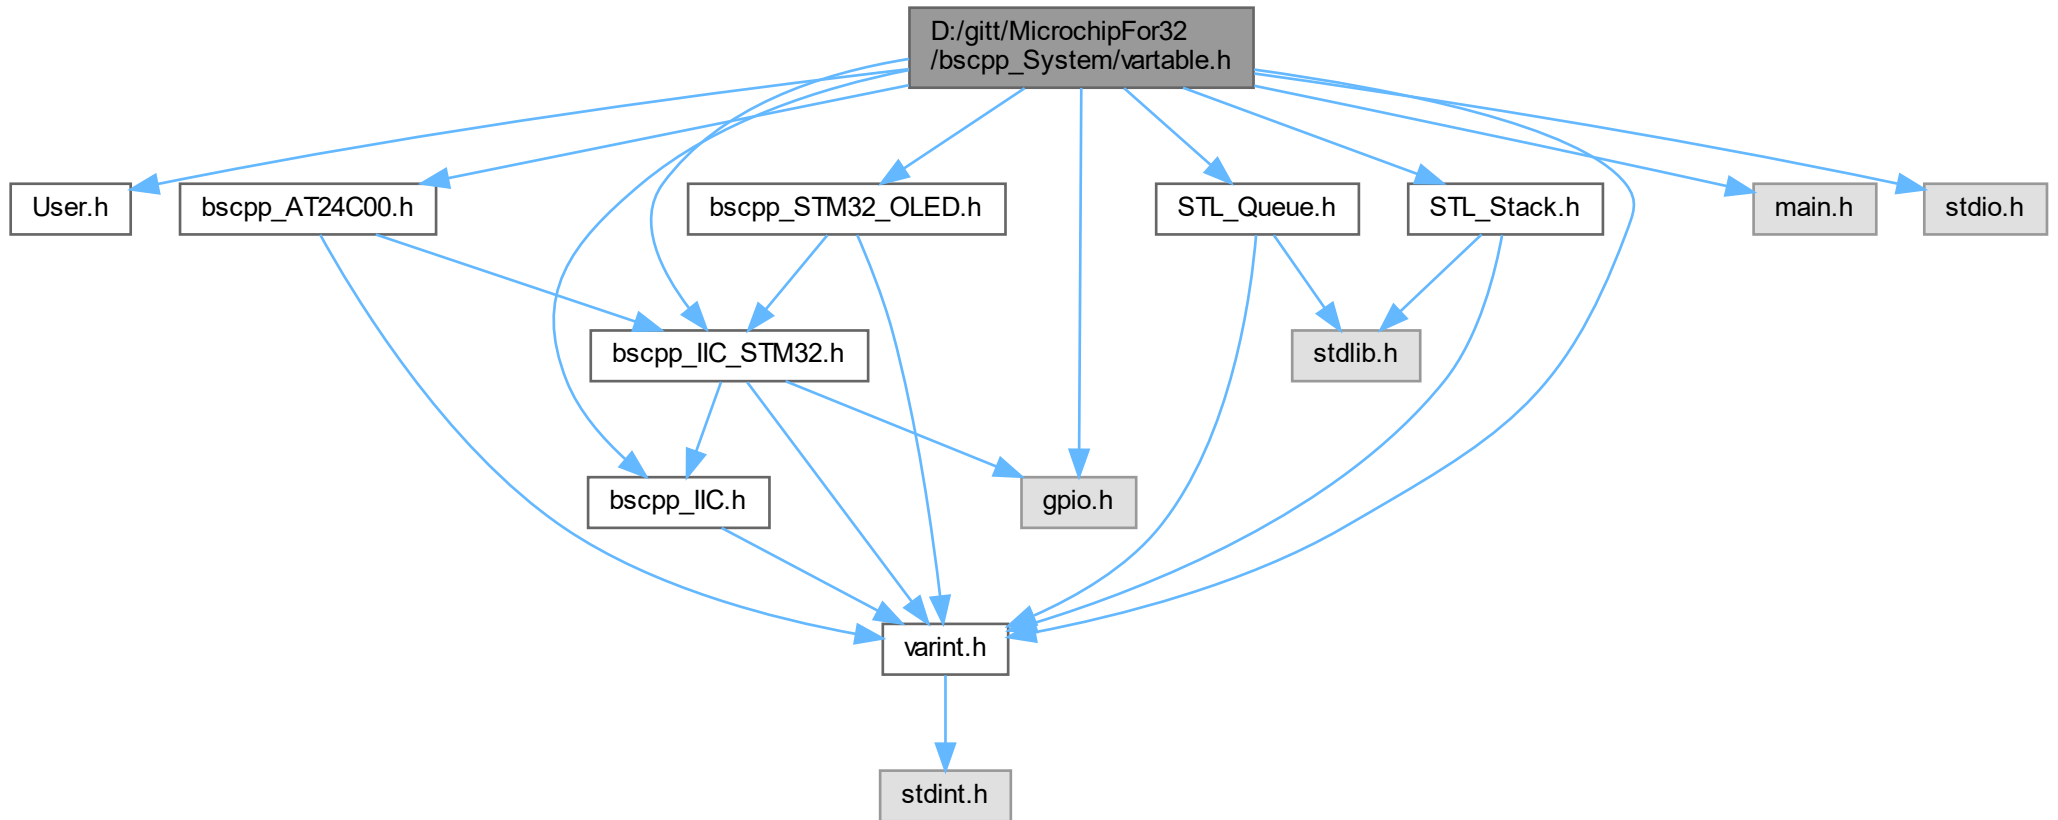 D:/gitt/MicrochipFor32
/bscpp_System/vartable.h
User.h
bscpp_AT24C00.h
bscpp_STM32_OLED.h
STL_Queue.h
STL_Stack.h
main.h
stdio.h
bscpp_IIC_STM32.h
stdlib.h
bscpp_IIC.h
gpio.h
varint.h
stdint.h